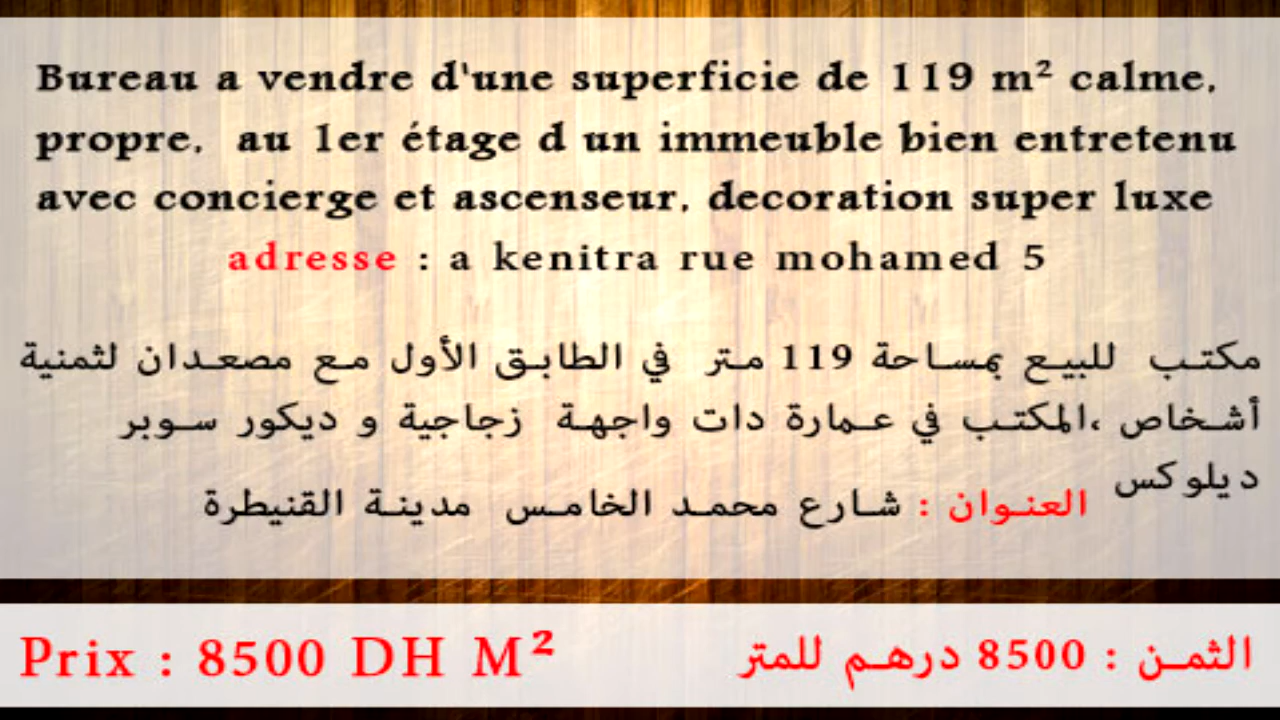 Bureau a vendre d'une superficie de 119 m² calme,
propre, au 1er étage d un immeuble bien entretenu
avec concierge et ascenseur, decoration super luxe
adresse : a kenitra rue mohamed 5
مكتب للبيع بمساحة 119 متر في الطابق الأول مع مصعدان لثمنية
أشخاص ،المكتب في عمارة دات واجهة زجاجية و ديكور سوبر
ديلوكس
العنوان : شارع محمد الخامس مدينة القنيطرة
Prix : 8500 DH M²
الثمن : 8500 درهم للمتر